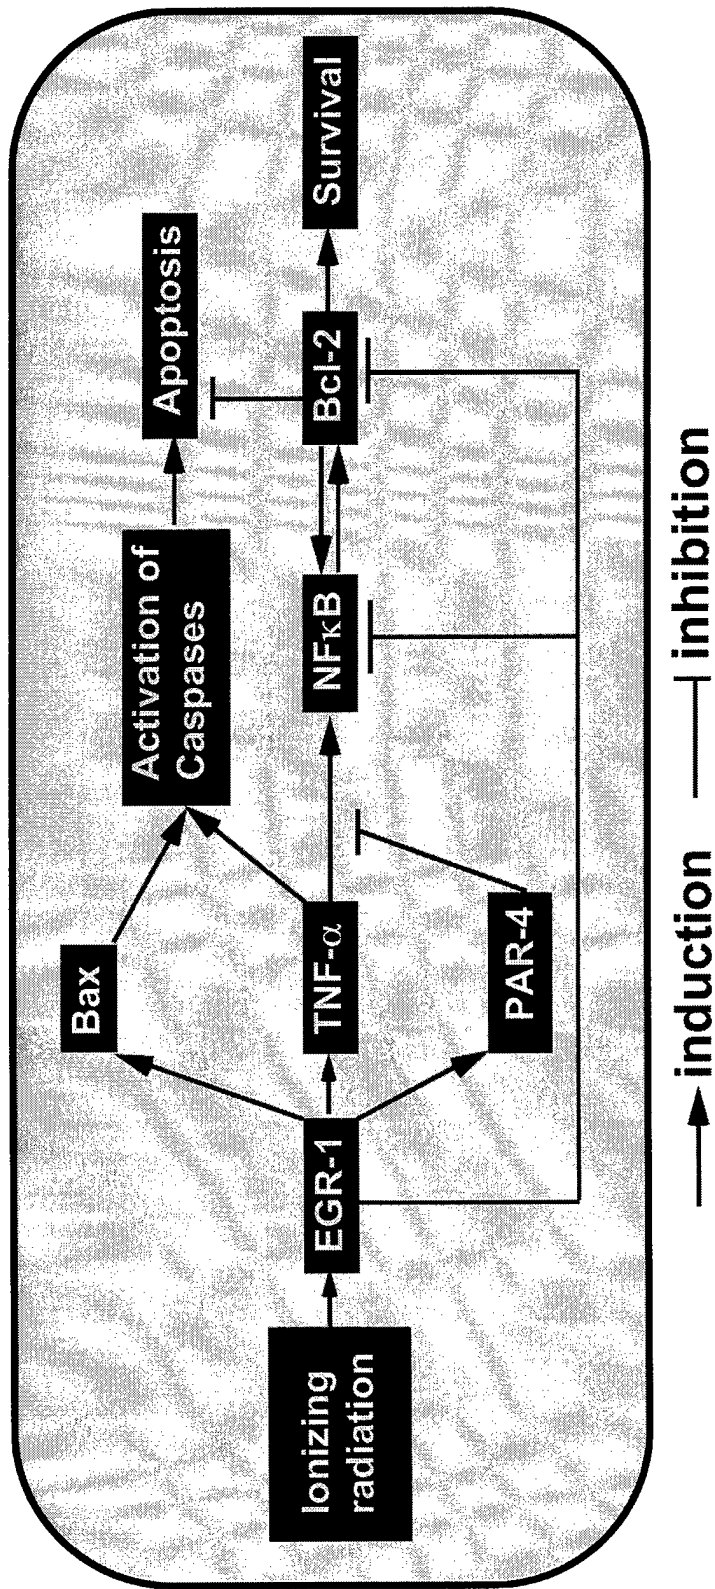 Ionizing
radiation
EGR-1
Bax
TNF-α
PAR-4
Activation of
Caspases
NFκB
Apoptosis
Bcl-2
Survival
induction
inhibition